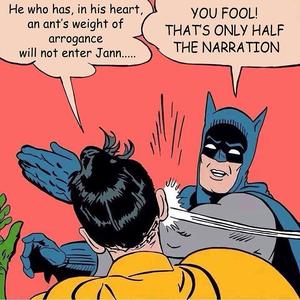 He who has, in his heart,
an ant's weight of
arrogance
will not enter Jann.....
YOU FOOL!
THAT'S ONLY HALF
THE NARRATION